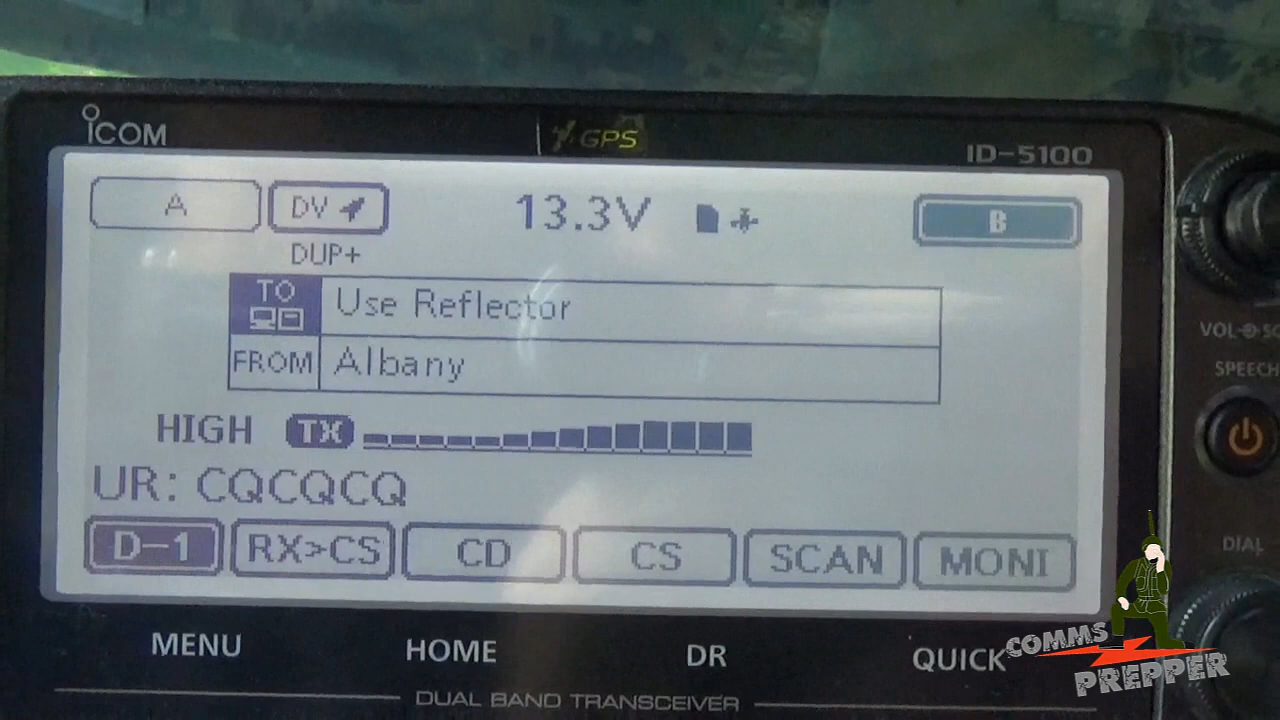 ICOM
GPS
ID-5100
A
DV
13.3V
B
DUP+
TO
Use Reflector
FROM
Albany
HIGH
TX
UR: CQCQCQ
D-1
RX>CS
CD
CS
SCAN
MONI
VOL
SPEECH
DIAL
MENU
HOME
DR
QUICK
DUAL BAND TRANSCEIVER
COMMS
PREPPER